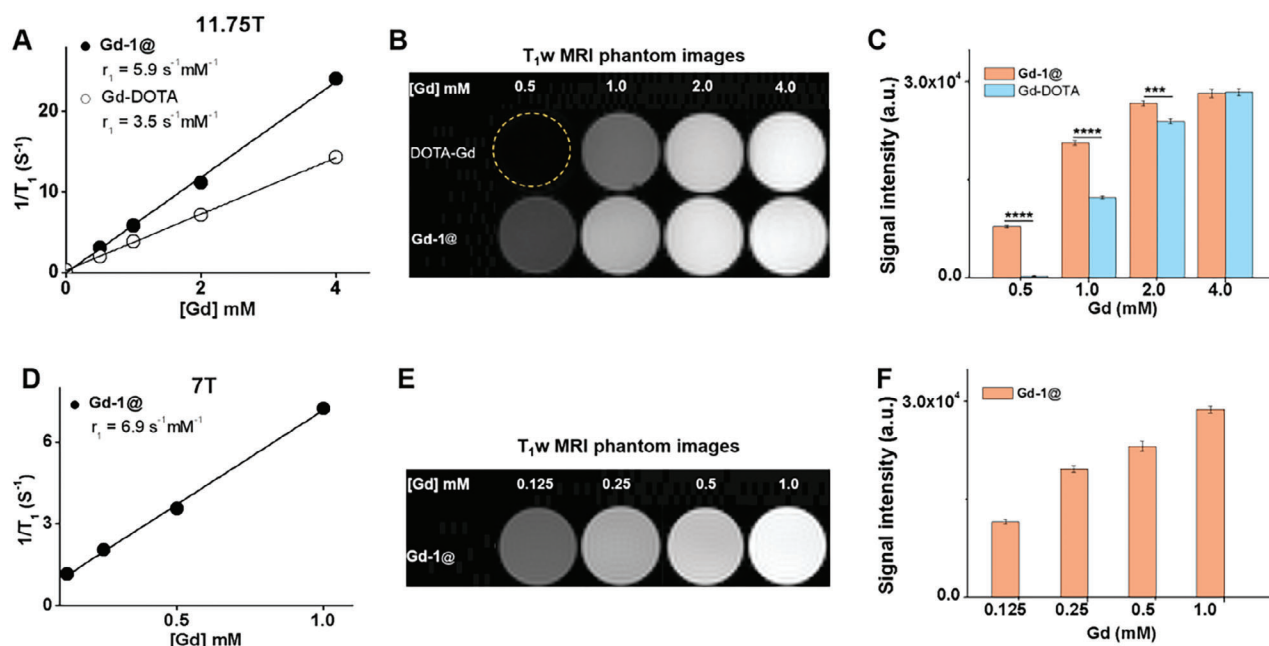 A
11.75T
Gd-1@
r₁ = 5.9 s⁻¹mM⁻¹
Gd-DOTA
r₁ = 3.5 s⁻¹mM⁻¹
1/T₁ (S⁻¹)
20
10
0
0
2
4
[Gd] mM
B
T₁w MRI phantom images
[Gd] mM 0.5 1.0 2.0 4.0
DOTA-Gd
Gd-1@
C
Gd-1@
Gd-DOTA
Signal intensity (a.u.)
3.0x10⁴
0.0
****
****
***
0.5 1.0 2.0 4.0
Gd (mM)
D
7T
Gd-1@
r₁ = 6.9 s⁻¹mM⁻¹
1/T₁ (S⁻¹)
6
3
0
0.5 1.0
[Gd] mM
E
T₁w MRI phantom images
[Gd] mM 0.125 0.25 0.5 1.0
Gd-1@
F
Gd-1@
Signal intensity (a.u.)
3.0x10⁴
0.0
0.125 0.25 0.5 1.0
Gd (mM)